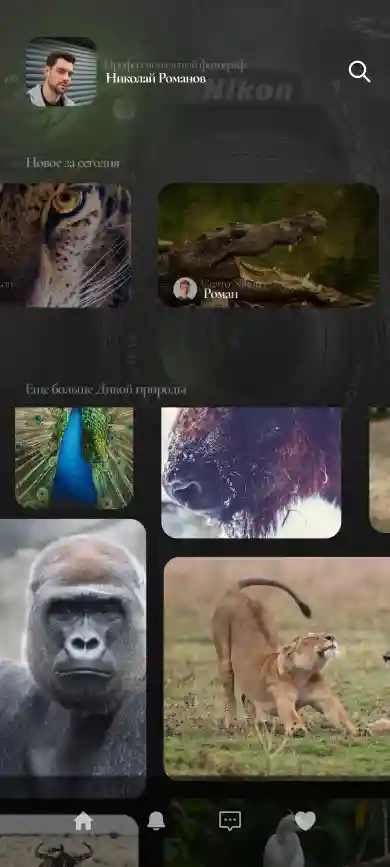 Профессиональный фотограф
Николай Романов
Nikon
Новое за сегодня
Роман
Еще больше Дикой природы